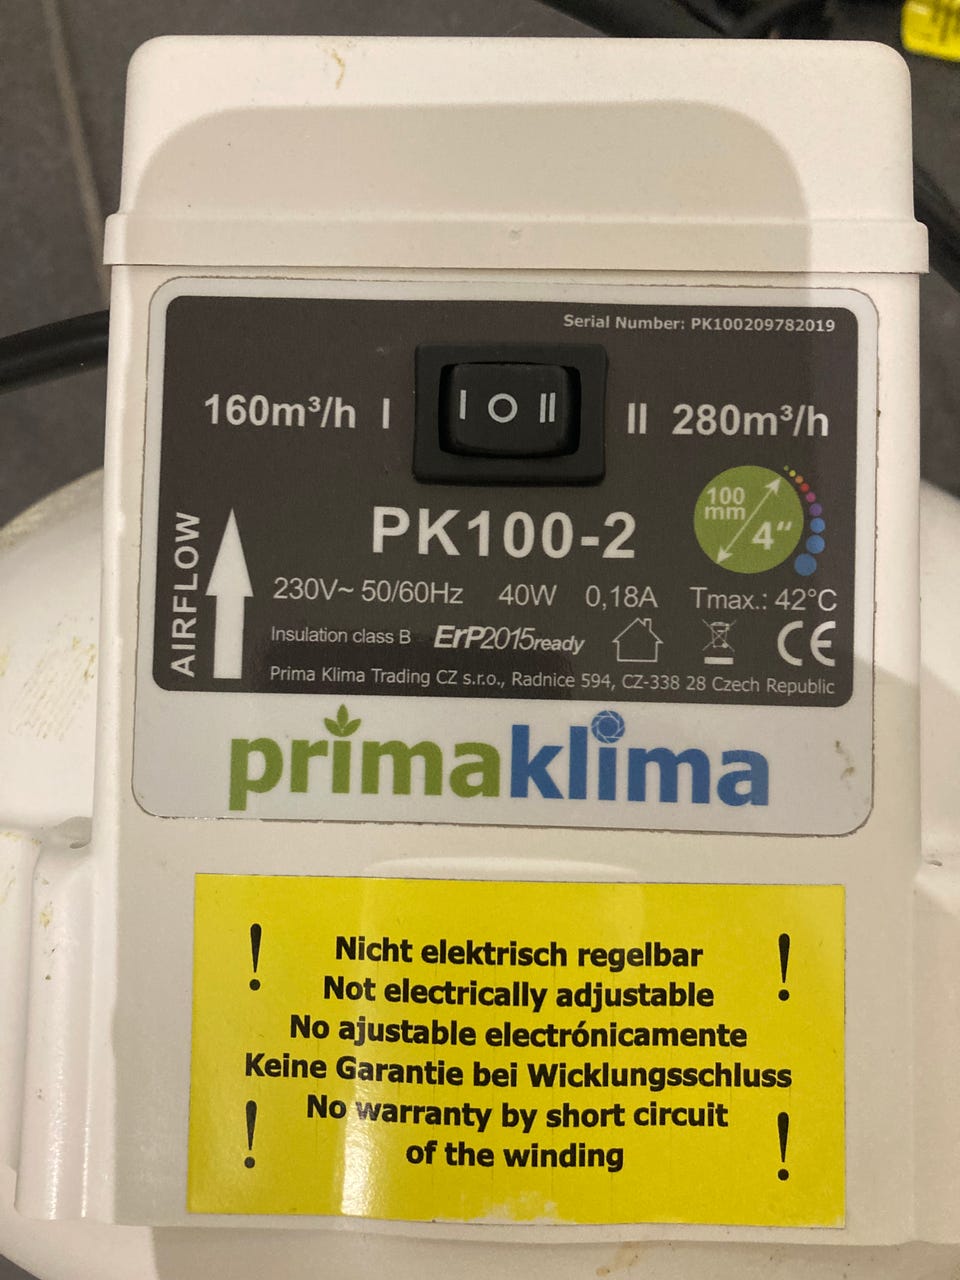 Serial Number: PK100209782019
160m³/h I
I O II
II 280m³/h
100 mm 4“
PK100-2
AIRFLOW
230V~ 50/60Hz 40W 0,18A Tmax.: 42°C
Insulation class B ErP2015ready CE
Prima Klima Trading CZ s.r.o., Radnice 594, CZ-338 28 Czech Republic
primaklima
! Nicht elektrisch regelbar !
Not electrically adjustable
No ajustable electrónicamente
Keine Garantie bei Wicklungsschluss
! No warranty by short circuit !
of the winding